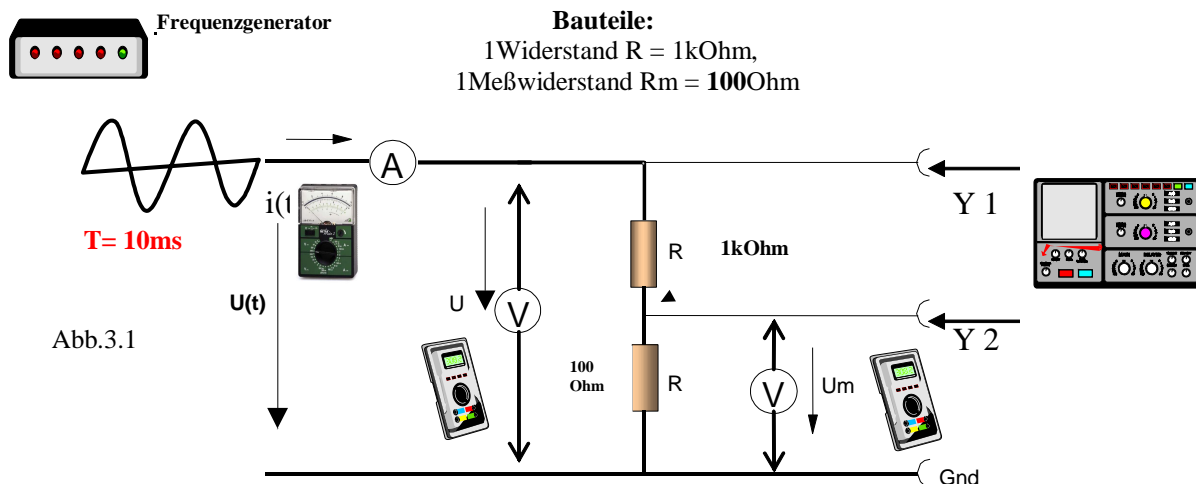 Frequenzgenerator
Bauteile:
1Widerstand R = 1kOhm,
1Meßwiderstand Rm = 100Ohm
A
Y 1
i(t
T= 10ms
R
1kOhm
U(t)
U
V
Abb.3.1
Y 2
100
Ohm
R
V
Um
Gnd